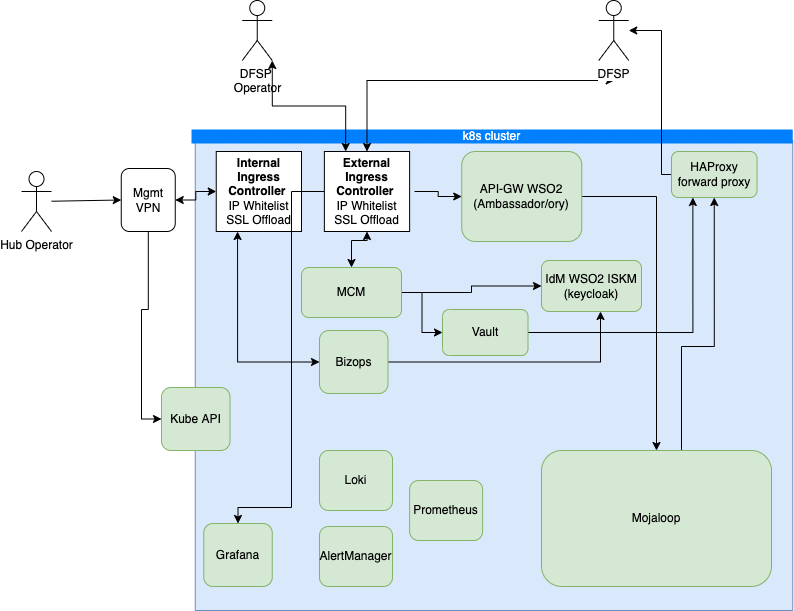 DFSP
Operator
DFSP
k8s cluster
Internal
Ingress
Controller
IP Whitelist
SSL Offload
External
Ingress
Controller
IP Whitelist
SSL Offload
API-GW WSO2
(Ambassador/ory)
HAProxy
forward proxy
Mgmt
VPN
Hub Operator
MCM
IdM WSO2 ISKM
(keycloak)
Vault
Bizops
Kube API
Loki
Prometheus
Mojaloop
Grafana
AlertManager